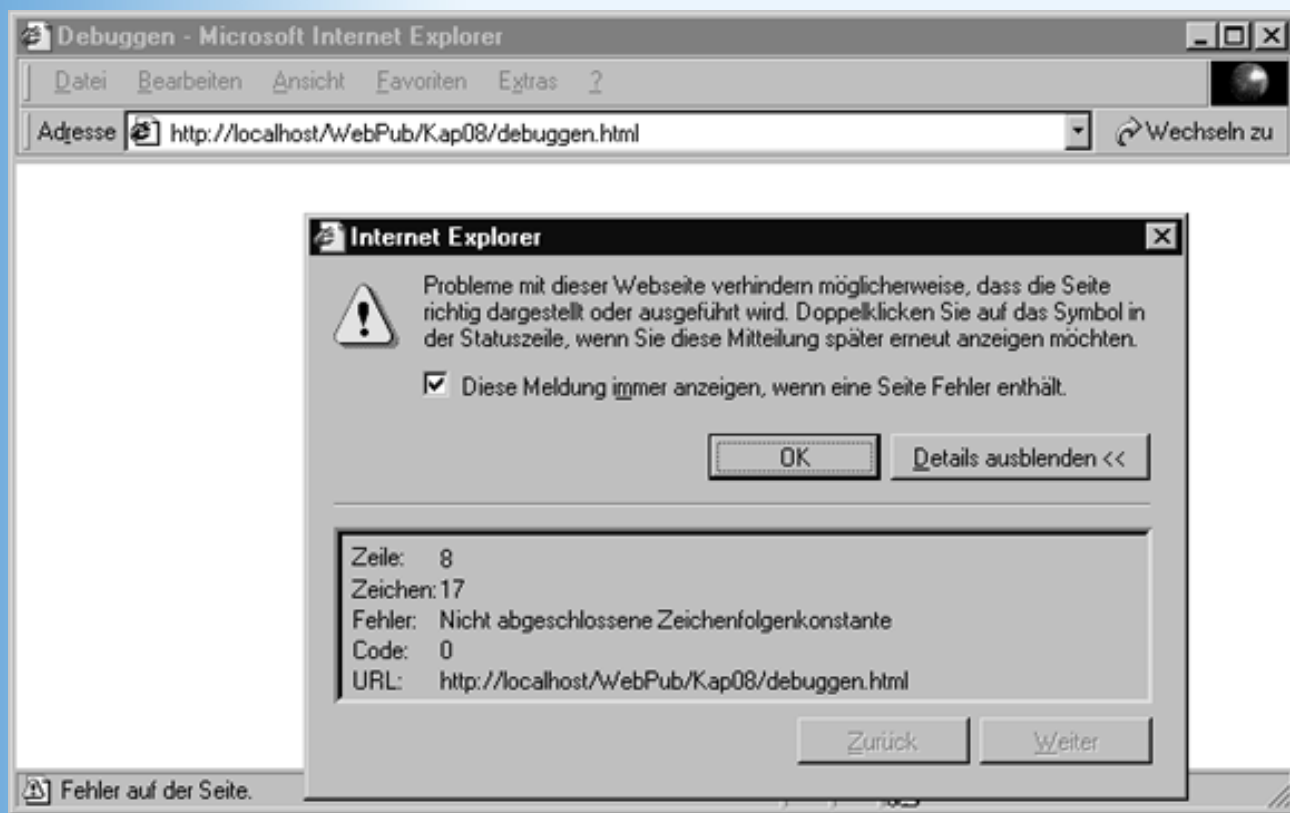 Debuggen - Microsoft Internet Explorer
Datei Bearbeiten Ansicht Favoriten Extras ?
Adresse http://localhost/WebPub/Kap08/debuggen.html Wechseln zu
Internet Explorer
Probleme mit dieser Webseite verhindern möglicherweise, dass die Seite
richtig dargestellt oder ausgeführt wird. Doppelklicken Sie auf das Symbol in
der Statuszeile, wenn Sie diese Mitteilung später erneut anzeigen möchten.
Diese Meldung immer anzeigen, wenn eine Seite Fehler enthält.
OK Details ausblenden <<
Zeile: 8
Zeichen: 17
Fehler: Nicht abgeschlossene Zeichenfolgenkonstante
Code: 0
URL: http://localhost/WebPub/Kap08/debuggen.html
Zurück Weiter
Fehler auf der Seite.